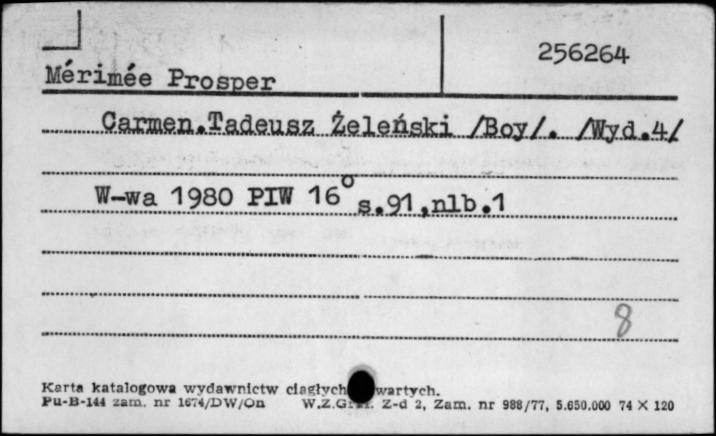 256264
Mérimée Prosper
Carmen.Tadeusz Żeleński /Boy/. /Wyd.4/
W-wa 1980 PIW 16° s.91,nlb.1
8
Karta katalogowa wydawnictw ciągłych wartych.
Pu-B-144 zam. nr 1674/DW/On W.Z.Graf. Z-d 2, Zam. nr 988/77, 5.650.000 74 X 120